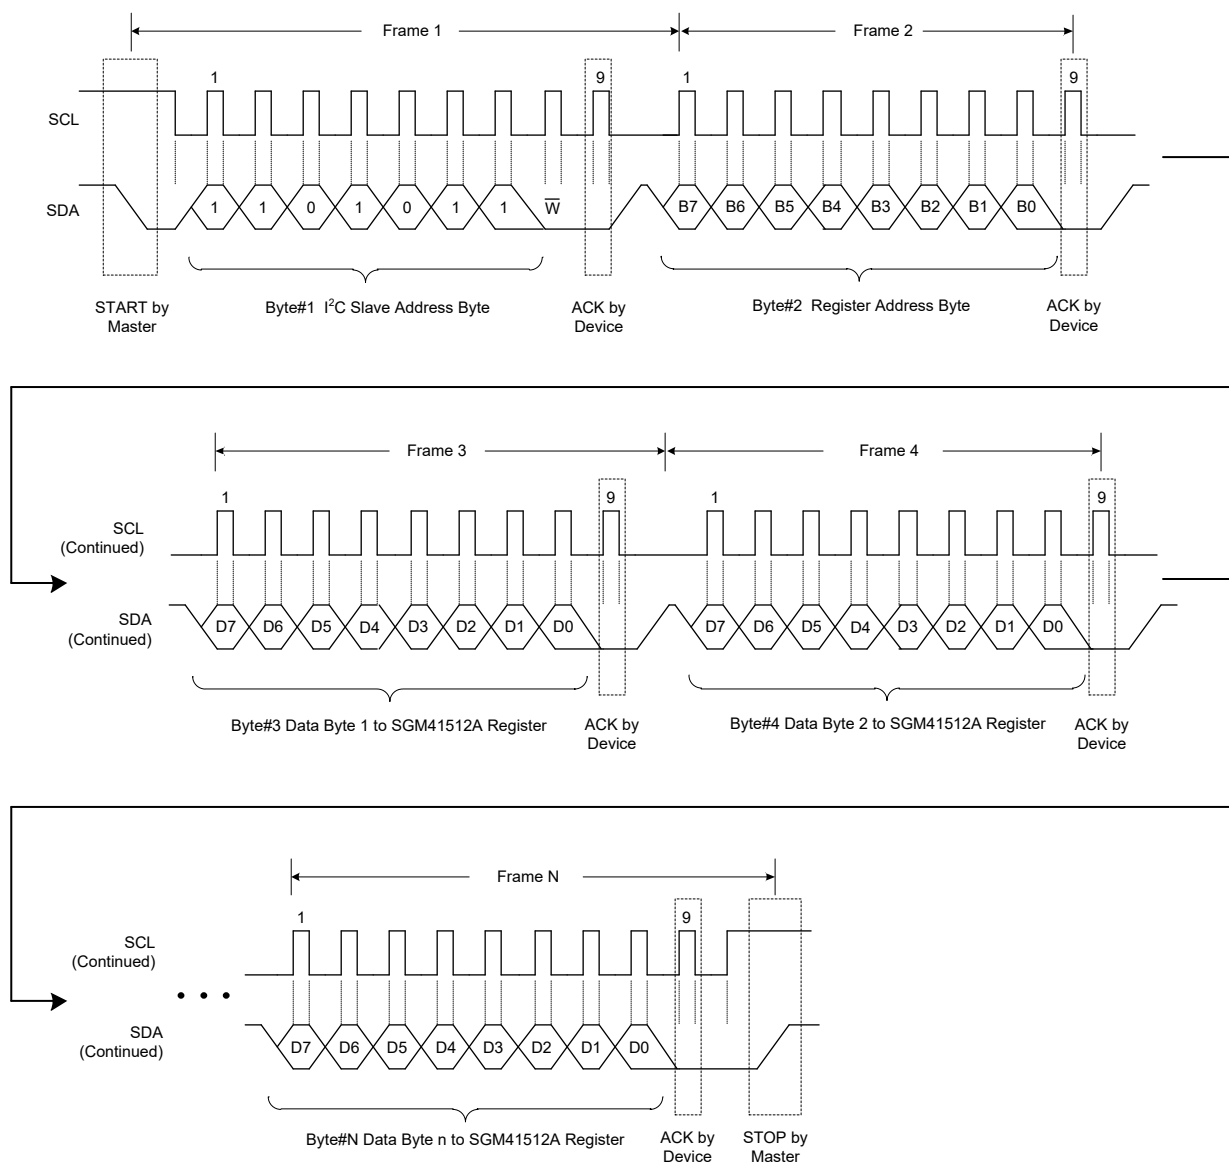 Frame 1 Frame 2
1 9 1 9
SCL
SDA 1 1 0 1 0 1 1 W̅ B7 B6 B5 B4 B3 B2 B1 B0
START by
Master
Byte#1 I²C Slave Address Byte
ACK by
Device
Byte#2 Register Address Byte
ACK by
Device
Frame 3 Frame 4
1 9 1 9
SCL
(Continued)
SDA
(Continued)
D7 D6 D5 D4 D3 D2 D1 D0 D7 D6 D5 D4 D3 D2 D1 D0
Byte#3 Data Byte 1 to SGM41512A Register
ACK by
Device
Byte#4 Data Byte 2 to SGM41512A Register
ACK by
Device
Frame N
1 9
SCL
(Continued)
• • •
SDA
(Continued)
D7 D6 D5 D4 D3 D2 D1 D0
Byte#N Data Byte n to SGM41512A Register
ACK by
Device
STOP by
Master